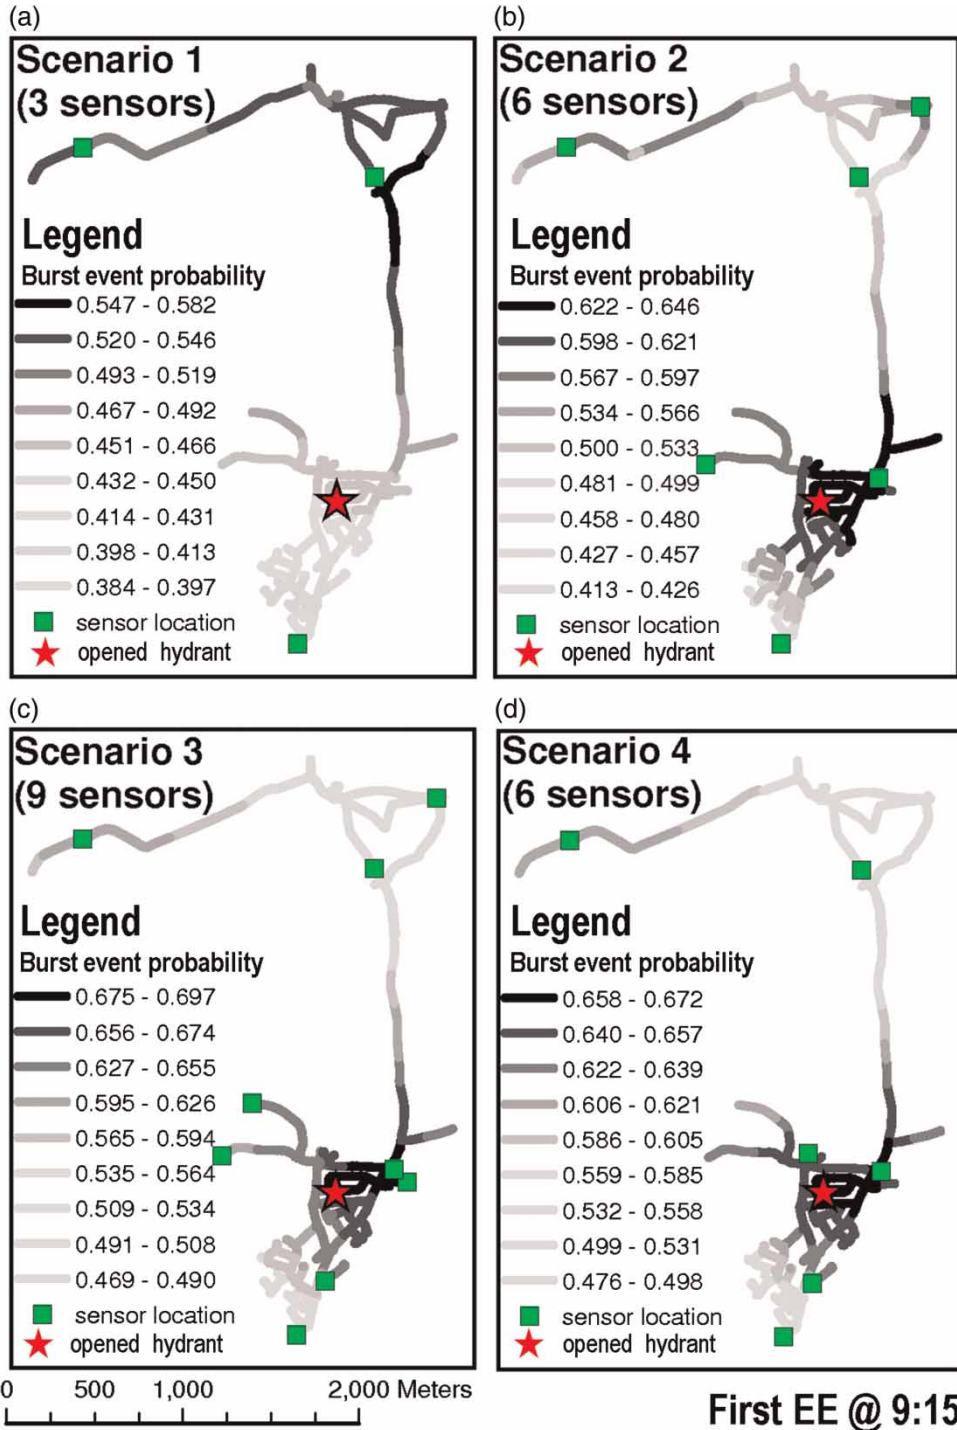 (a)
Scenario 1
(3 sensors)
Legend
Burst event probability
0.547 - 0.582
0.520 - 0.546
0.493 - 0.519
0.467 - 0.492
0.451 - 0.466
0.432 - 0.450
0.414 - 0.431
0.398 - 0.413
0.384 - 0.397
sensor location
opened hydrant
(b)
Scenario 2
(6 sensors)
Legend
Burst event probability
0.622 - 0.646
0.598 - 0.621
0.567 - 0.597
0.534 - 0.566
0.500 - 0.533
0.481 - 0.499
0.458 - 0.480
0.427 - 0.457
0.413 - 0.426
sensor location
opened hydrant
(c)
Scenario 3
(9 sensors)
Legend
Burst event probability
0.675 - 0.697
0.656 - 0.674
0.627 - 0.655
0.595 - 0.626
0.565 - 0.594
0.535 - 0.564
0.509 - 0.534
0.491 - 0.508
0.469 - 0.490
sensor location
opened hydrant
(d)
Scenario 4
(6 sensors)
Legend
Burst event probability
0.658 - 0.672
0.640 - 0.657
0.622 - 0.639
0.606 - 0.621
0.586 - 0.605
0.559 - 0.585
0.532 - 0.558
0.499 - 0.531
0.476 - 0.498
sensor location
opened hydrant
0 500 1,000 2,000 Meters
First EE @ 9:15